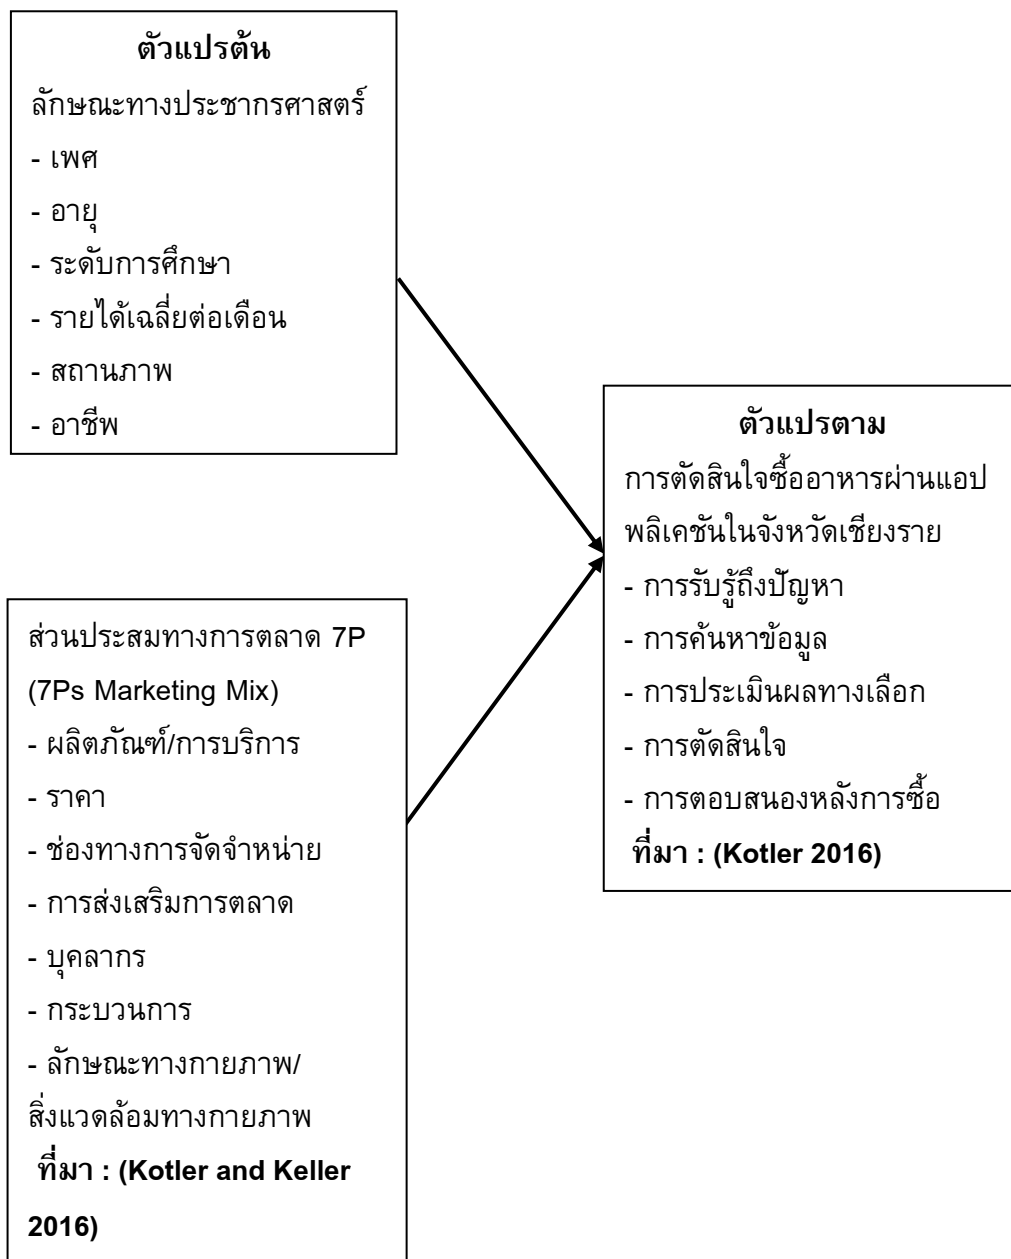 ตัวแปรต้น
ลักษณะทางประชากรศาสตร์
- เพศ
- อายุ
- ระดับการศึกษา
- รายได้เฉลี่ยต่อเดือน
- สถานภาพ
- อาชีพ
ส่วนประสมทางการตลาด 7P
(7Ps Marketing Mix)
- ผลิตภัณฑ์/การบริการ
- ราคา
- ช่องทางการจัดจำหน่าย
- การส่งเสริมการตลาด
- บุคลากร
- กระบวนการ
- ลักษณะทางกายภาพ/
สิ่งแวดล้อมทางกายภาพ
ที่มา : (Kotler and Keller
2016)
ตัวแปรตาม
การตัดสินใจซื้ออาหารผ่านแอป
พลิเคชันในจังหวัดเชียงราย
- การรับรู้ถึงปัญหา
- การค้นหาข้อมูล
- การประเมินผลทางเลือก
- การตัดสินใจ
- การตอบสนองหลังการซื้อ
ที่มา : (Kotler 2016)